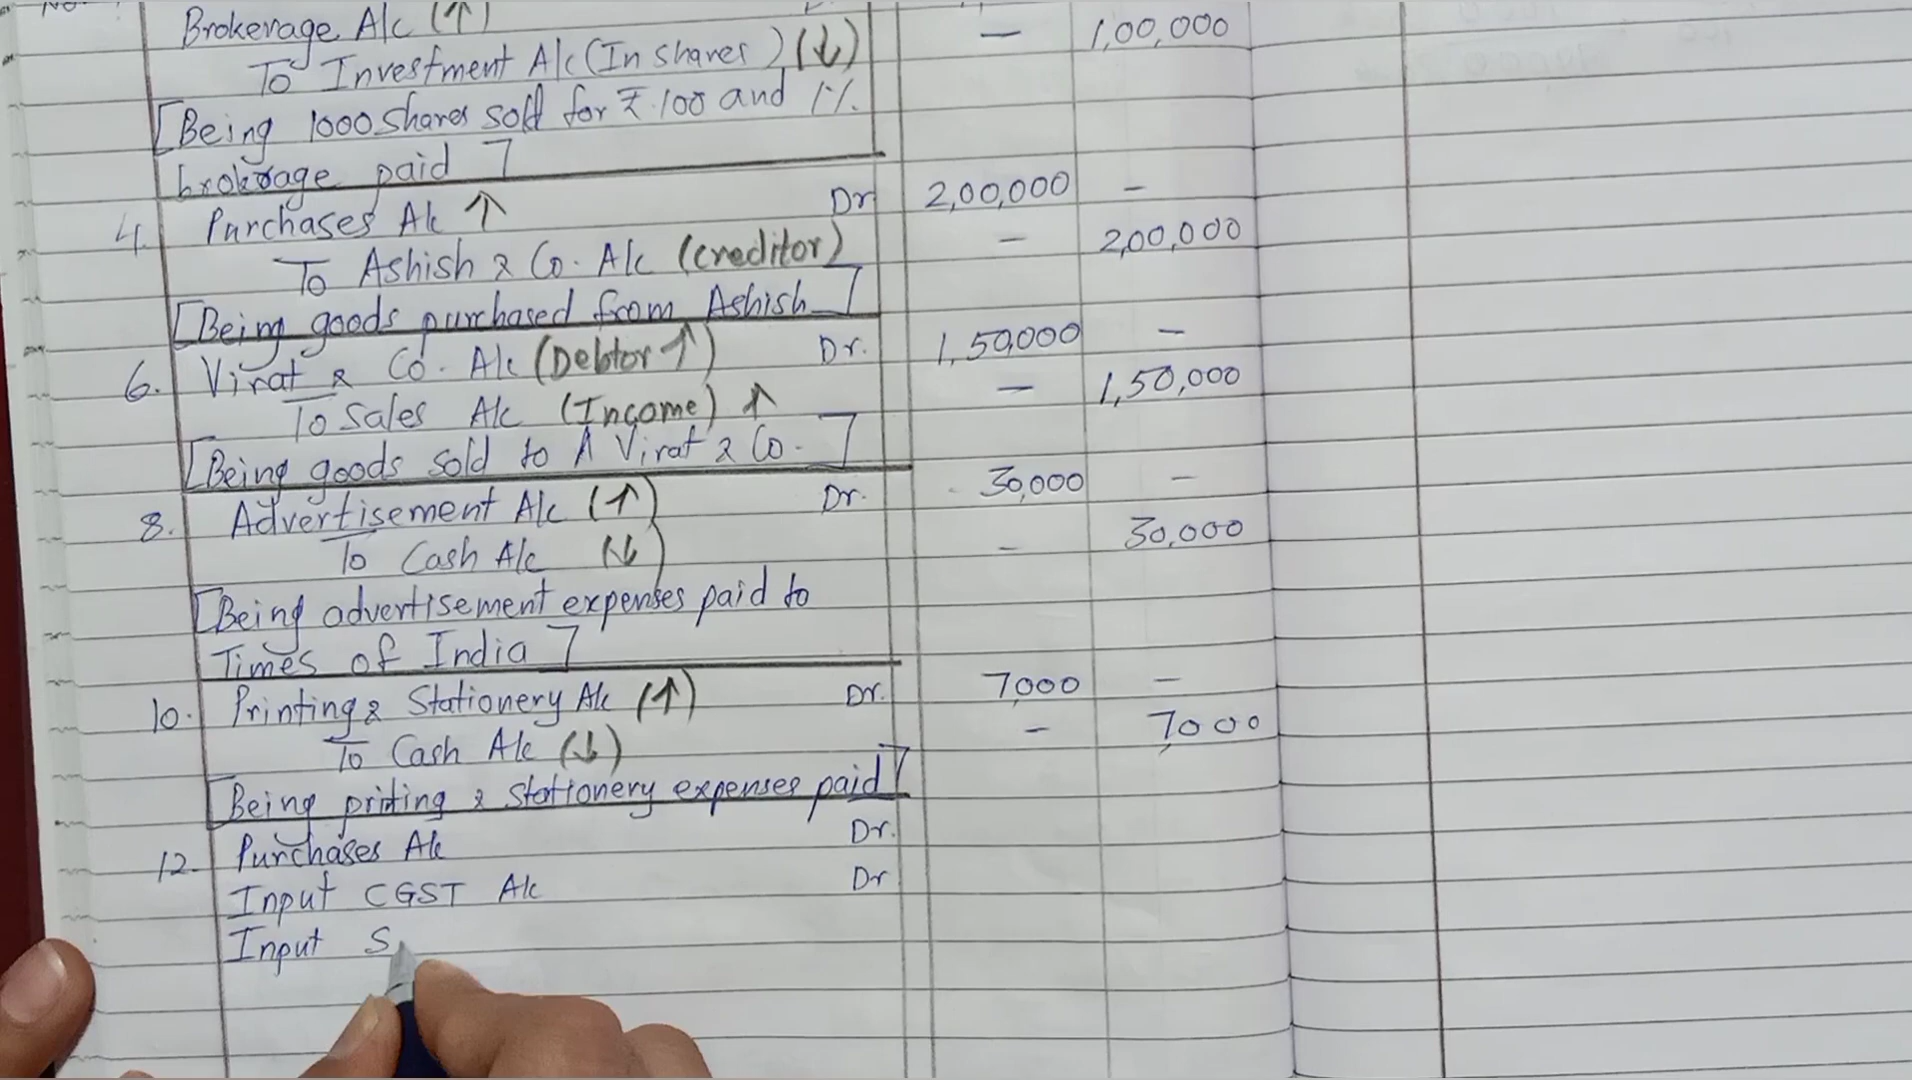 Brokerage A/c (↑)
To Investment A/c (In shares) (↓) — 1,00,000
[Being 1000 shares sold for ₹.100 and 1%.
brokerage paid]
4. Purchases A/c ↑ Dr 2,00,000 –
To Ashish & Co. A/c (creditor) – 2,00,000
[Being goods purchased from Ashish]
6. Virat & Co. A/c (Debtor ↑) Dr. 1,50,000 –
To Sales A/c (Income) ↑ – 1,50,000
[Being goods sold to A Virat & Co.]
8. Advertisement A/c (↑) Dr. 30,000 –
To Cash A/c (↓) – 30,000
[Being advertisement expenses paid to
Times of India]
10. Printing & Stationery A/c (↑) Dr. 7,000 –
To Cash A/c (↓) – 7,000
[Being priting & stationery expenses paid]
12. Purchases A/c Dr.
Input CGST A/c Dr
Input S